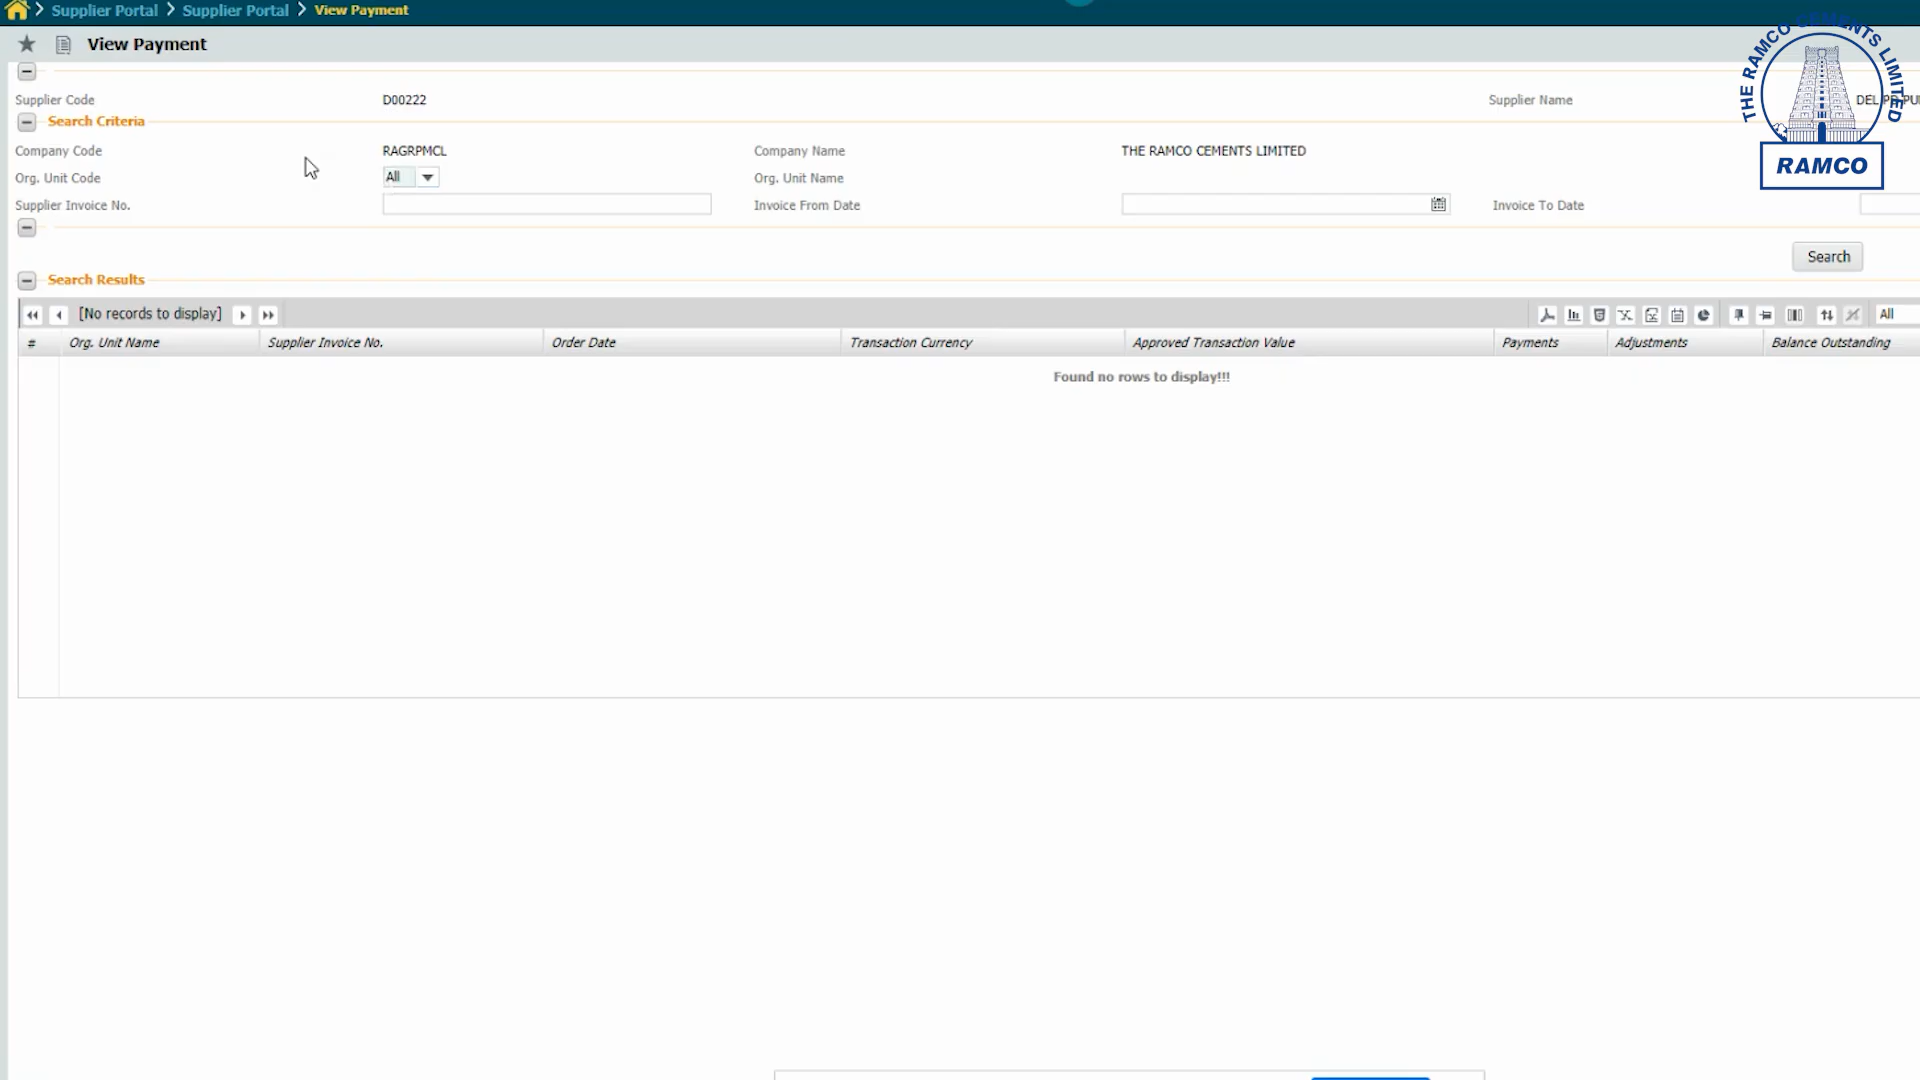 Supplier Portal Supplier Portal View Payment
View Payment
THE RAMCO CEMENTS LIMITED
RAMCO
Supplier Code D00222 Supplier Name
Search Criteria
Company Code RAGRPMCL Company Name THE RAMCO CEMENTS LIMITED
Org. Unit Code All Org. Unit Name
Supplier Invoice No. Invoice From Date Invoice To Date
Search
Search Results
[No records to display] All
# Org. Unit Name Supplier Invoice No. Order Date Transaction Currency Approved Transaction Value Payments Adjustments Balance Outstanding
Found no rows to display!!!